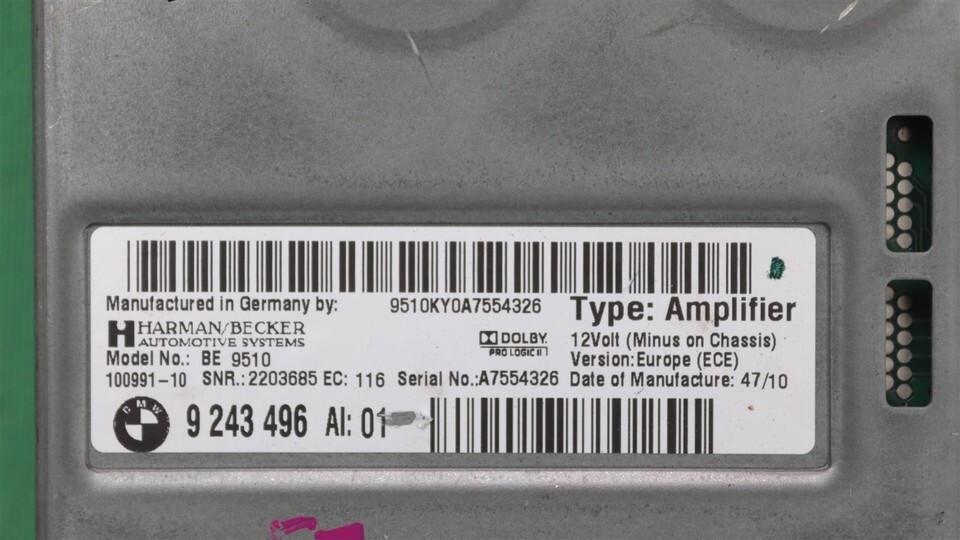 Manufactured in Germany by: 9510KY0A7554326 Type: Amplifier
HARMAN/BECKER
AUTOMOTIVE SYSTEMS
DOLBY
PRO LOGIC II
12Volt (Minus on Chassis)
Model No.: BE 9510
Version:Europe (ECE)
100991-10 SNR.:2203685 EC: 116 Serial No.:A7554326 Date of Manufacture: 47/10
BMW
9 243 496 AI: 01